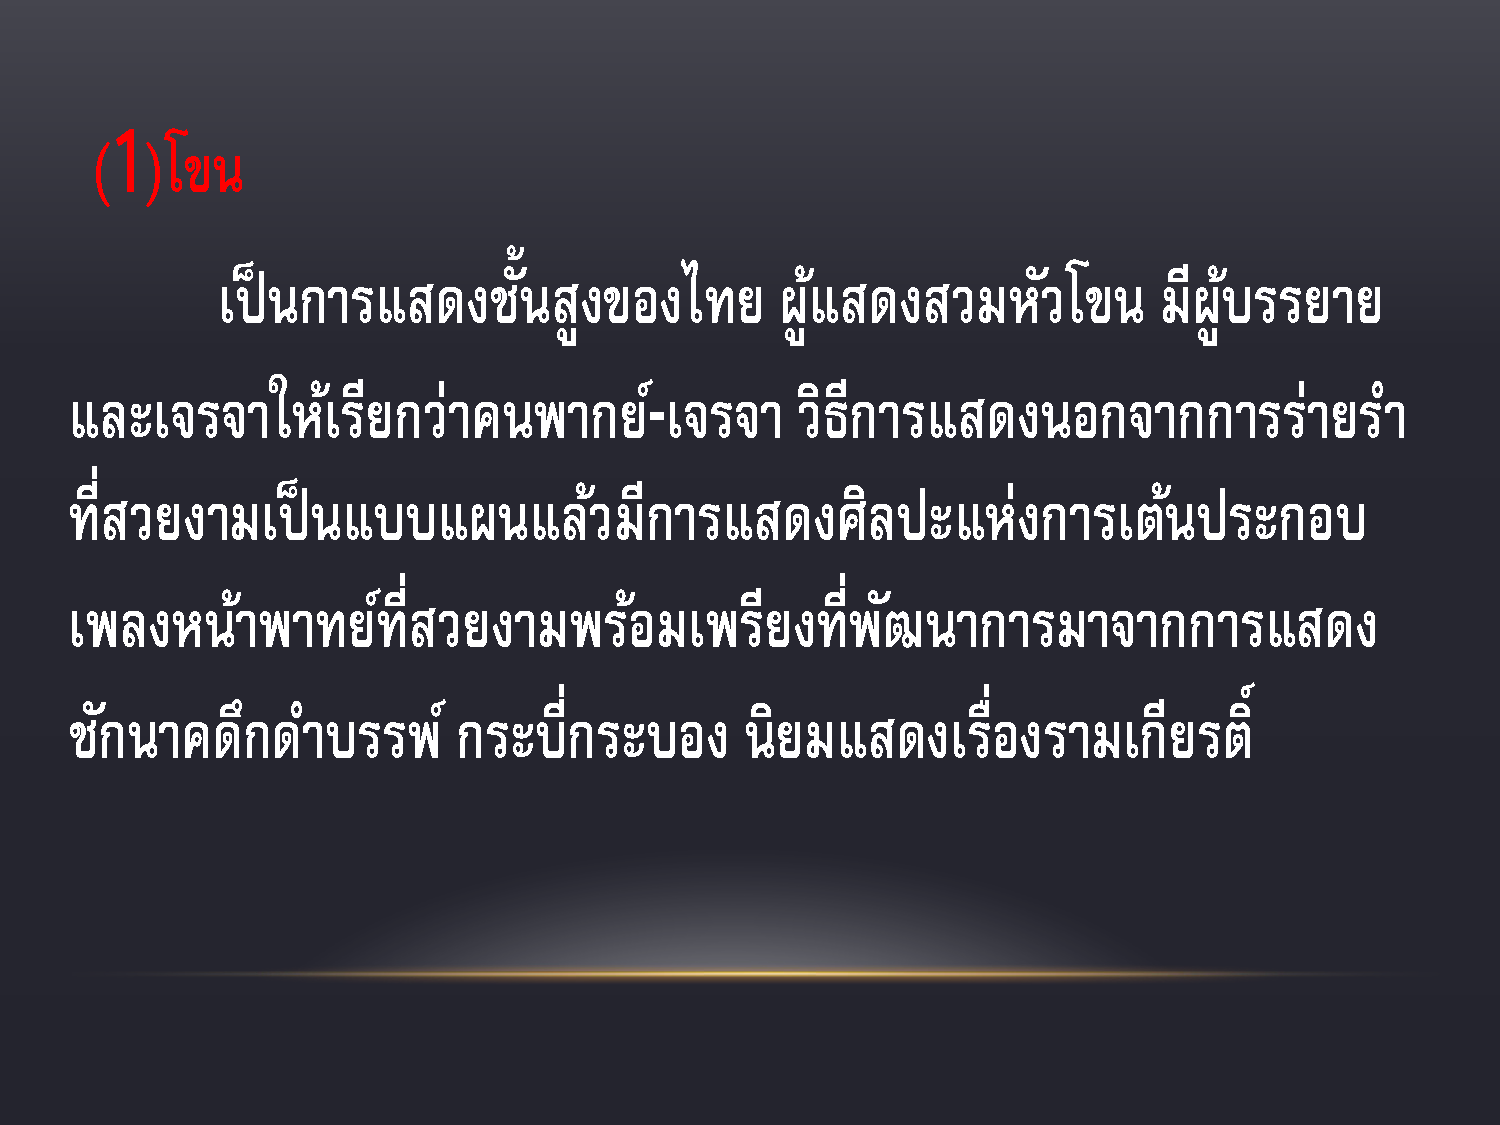 (1)โขน
เป็นการแสดงชั้นสูงของไทย ผู้แสดงสวมหัวโขน มีผู้บรรยาย
และเจรจาให้เรียกว่าคนพากย์-เจรจา วิธีการแสดงนอกจากการร่ายรำ
ที่สวยงามเป็นแบบแผนแล้วมีการแสดงศิลปะแห่งการเต้นประกอบ
เพลงหน้าพาทย์ที่สวยงามพร้อมเพรียงที่พัฒนาการมาจากการแสดง
ชักนาคดึกดำบรรพ์ กระบี่กระบอง นิยมแสดงเรื่องรามเกียรติ์